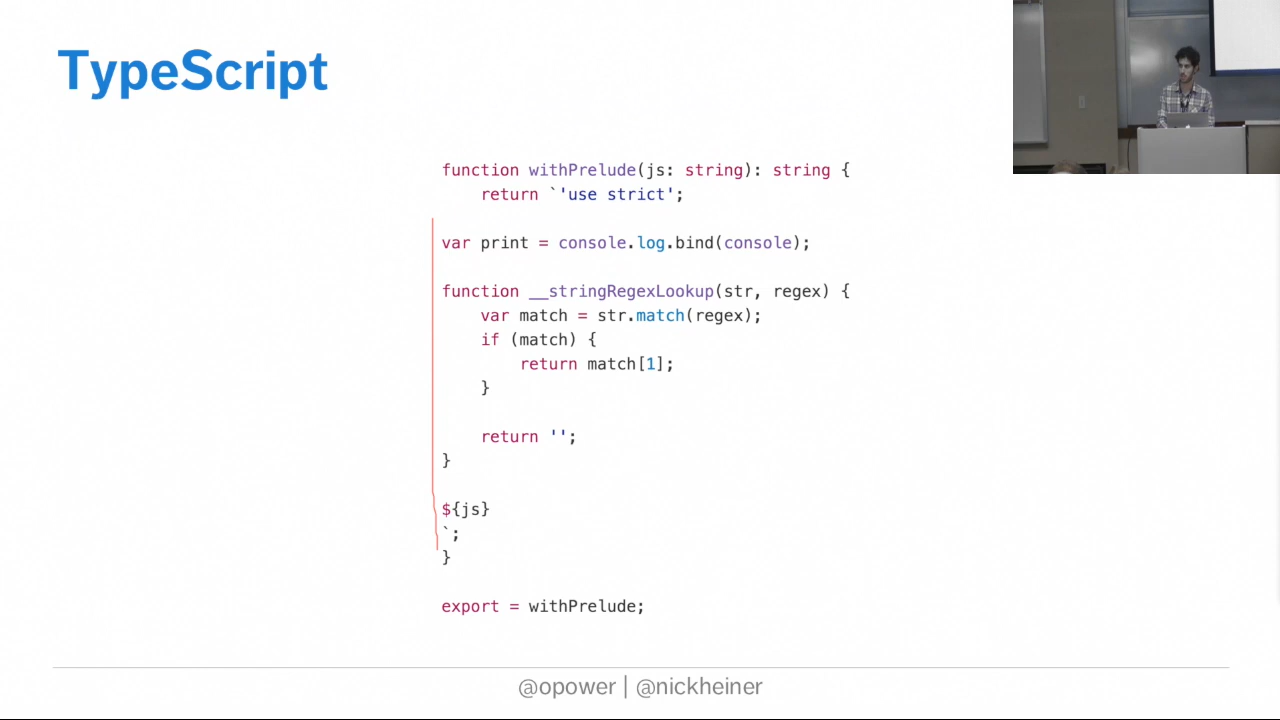 TypeScript
function withPrelude(js: string): string {
return `'use strict';
var print = console.log.bind(console);
function __stringRegexLookup(str, regex) {
var match = str.match(regex);
if (match) {
return match[1];
}
return '';
}
${js}
`;
}
export = withPrelude;
@opower | @nickheiner